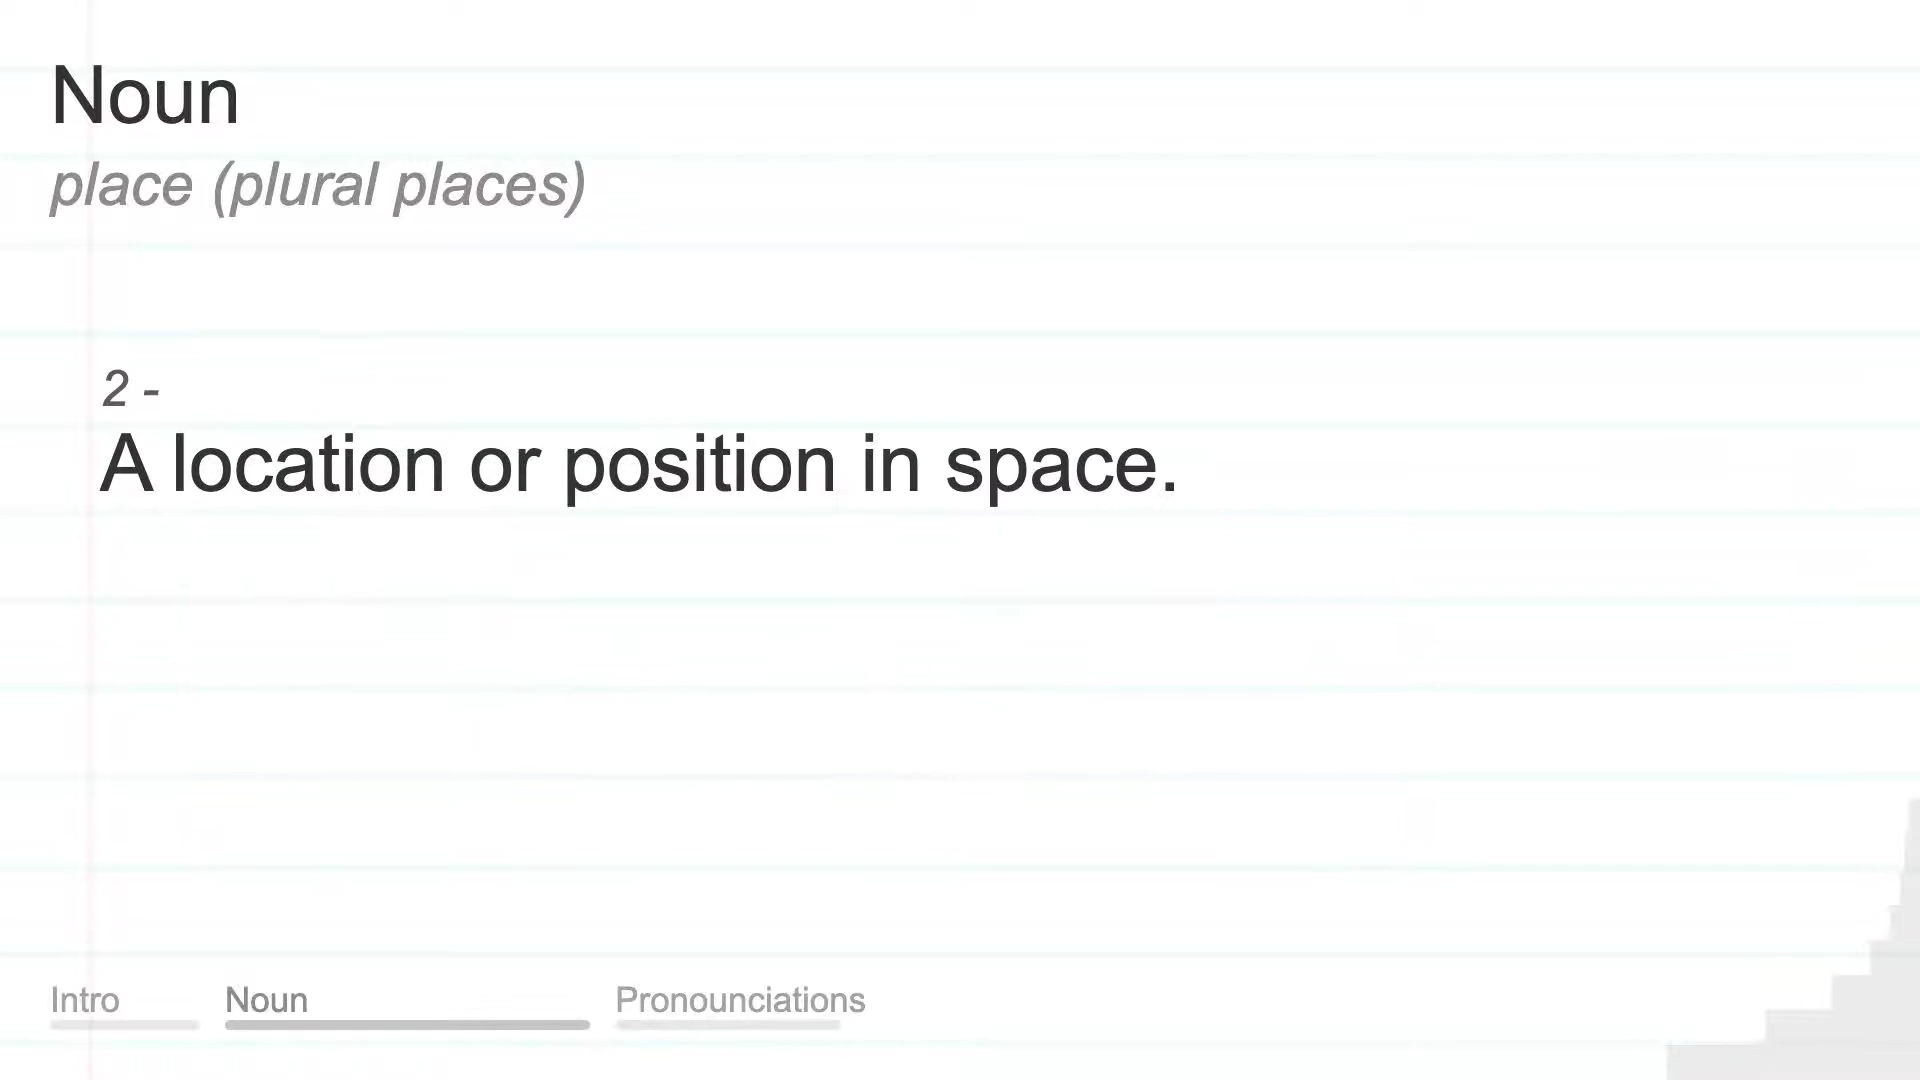 Noun
place (plural places)
2 -
A location or position in space.
Intro
Noun
Pronounciations